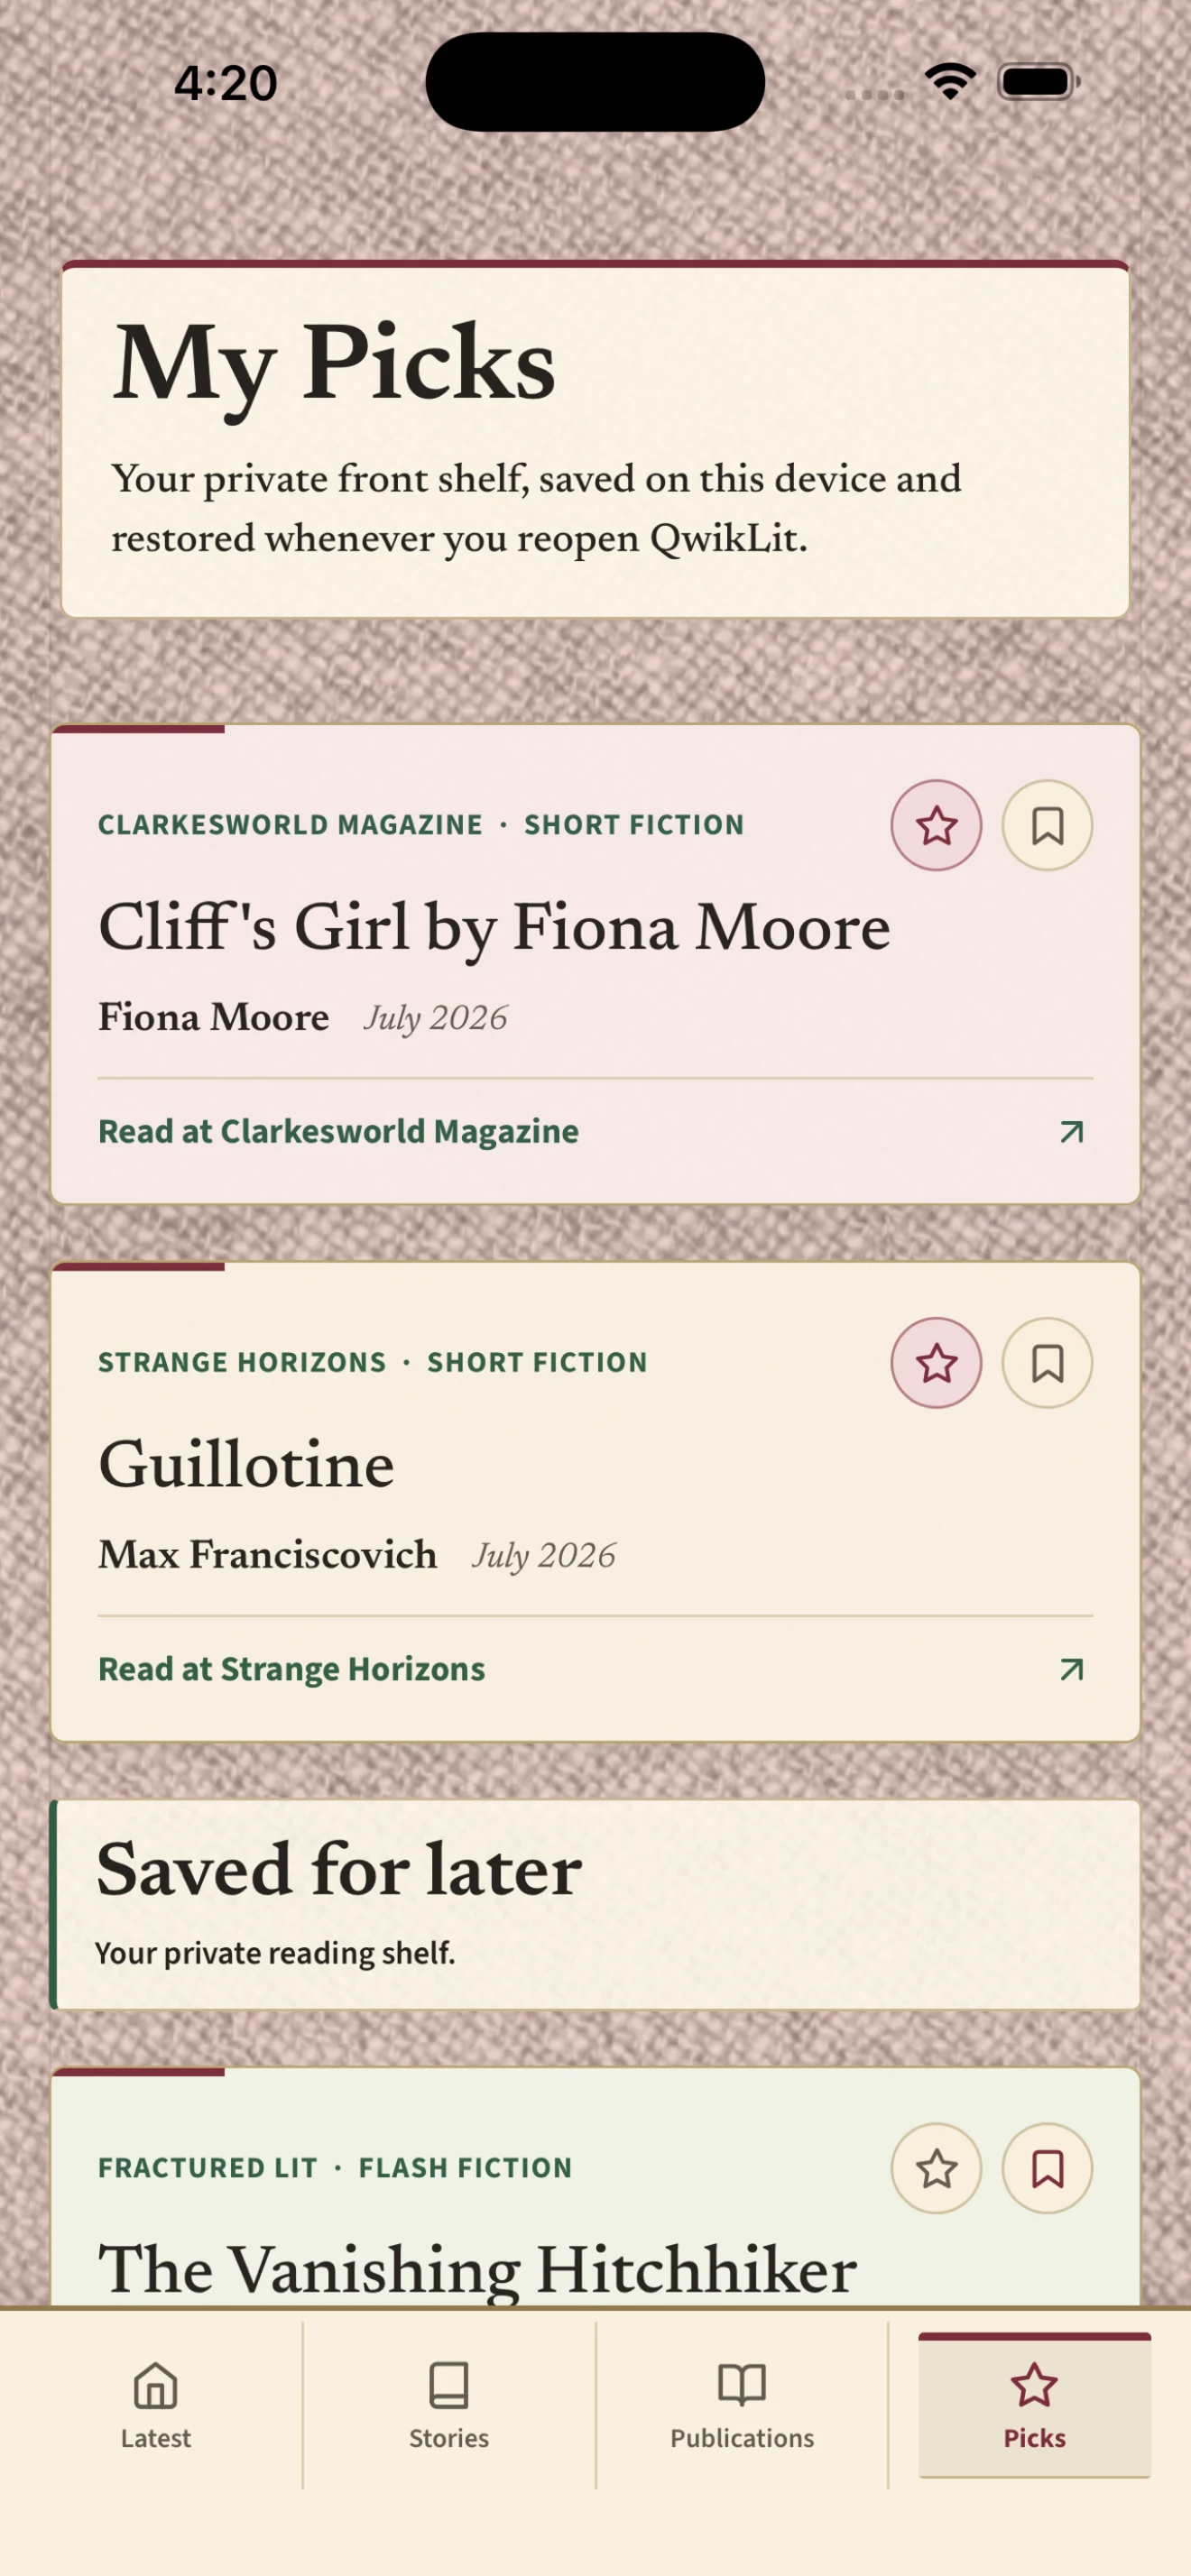 4:20
My Picks
Your private front shelf, saved on this device and
restored whenever you reopen QwikLit.
CLARKESWORLD MAGAZINE · SHORT FICTION
Cliff's Girl by Fiona Moore
Fiona Moore July 2026
Read at Clarkesworld Magazine
STRANGE HORIZONS · SHORT FICTION
Guillotine
Max Franciscovich July 2026
Read at Strange Horizons
Saved for later
Your private reading shelf.
FRACTURED LIT · FLASH FICTION
The Vanishing Hitchhiker
Latest Stories Publications Picks